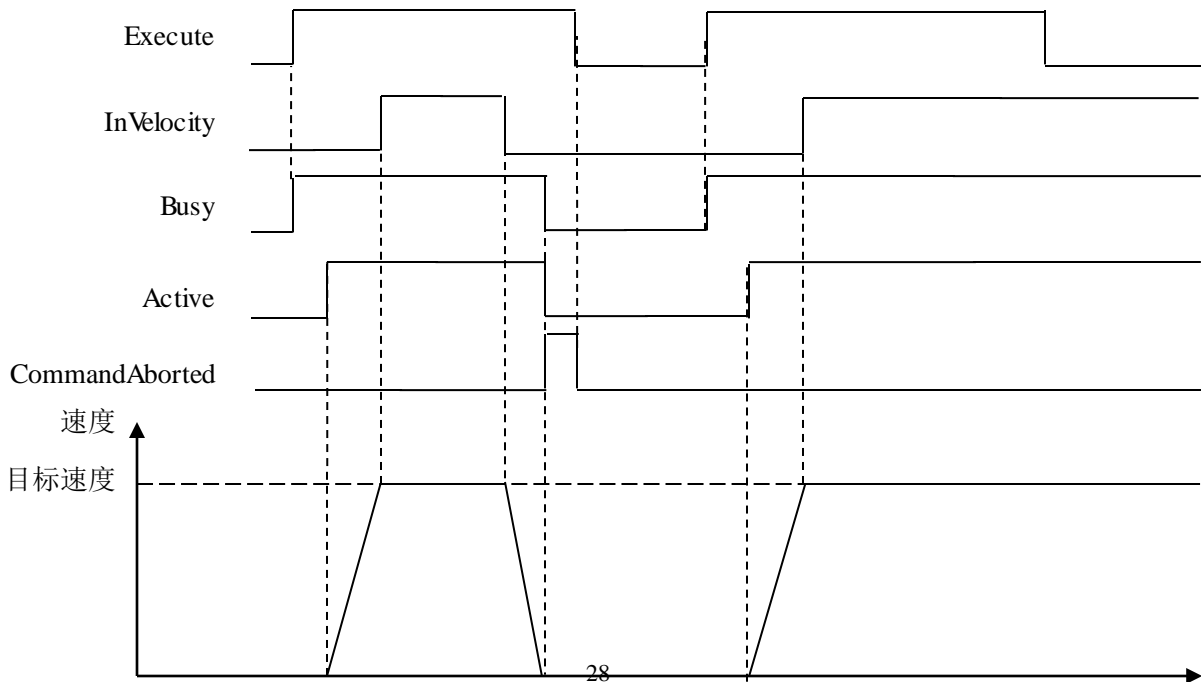 Execute
InVelocity
Busy
Active
CommandAborted
速度
目标速度
28